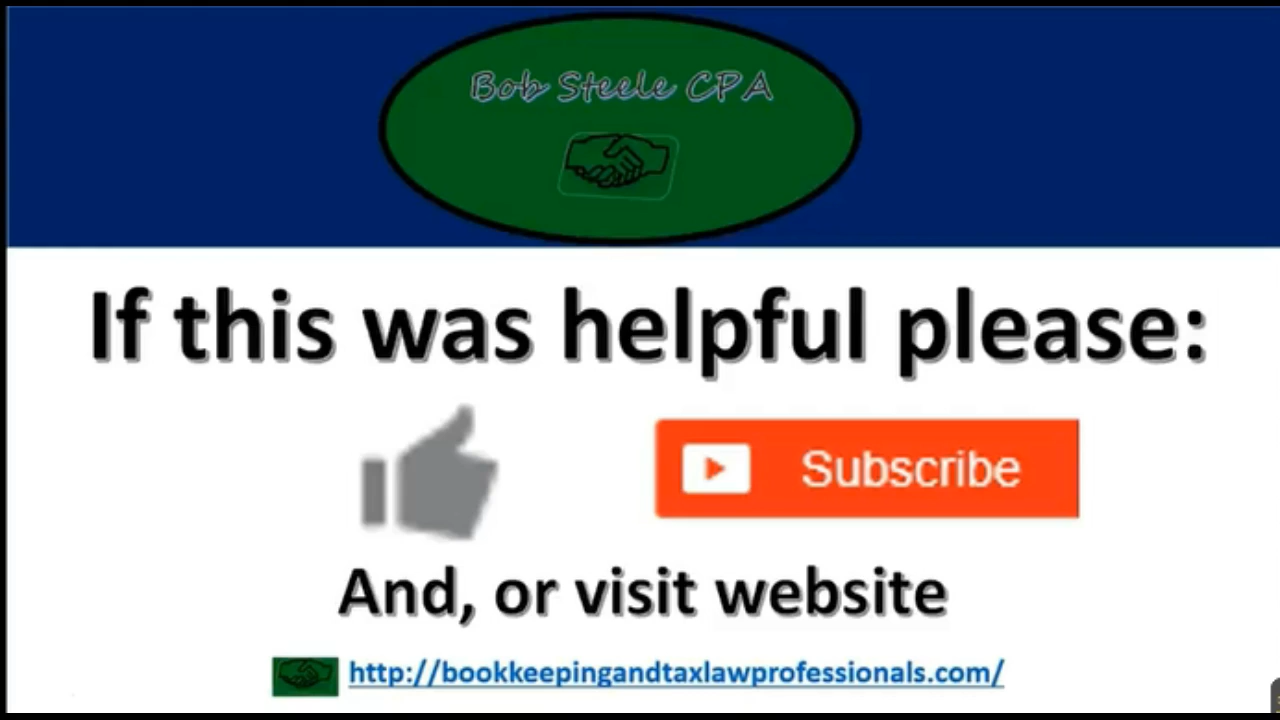 Bob Steele CPA
If this was helpful please:
Subscribe
And, or visit website
http://bookkeepingandtaxlawprofessionals.com/